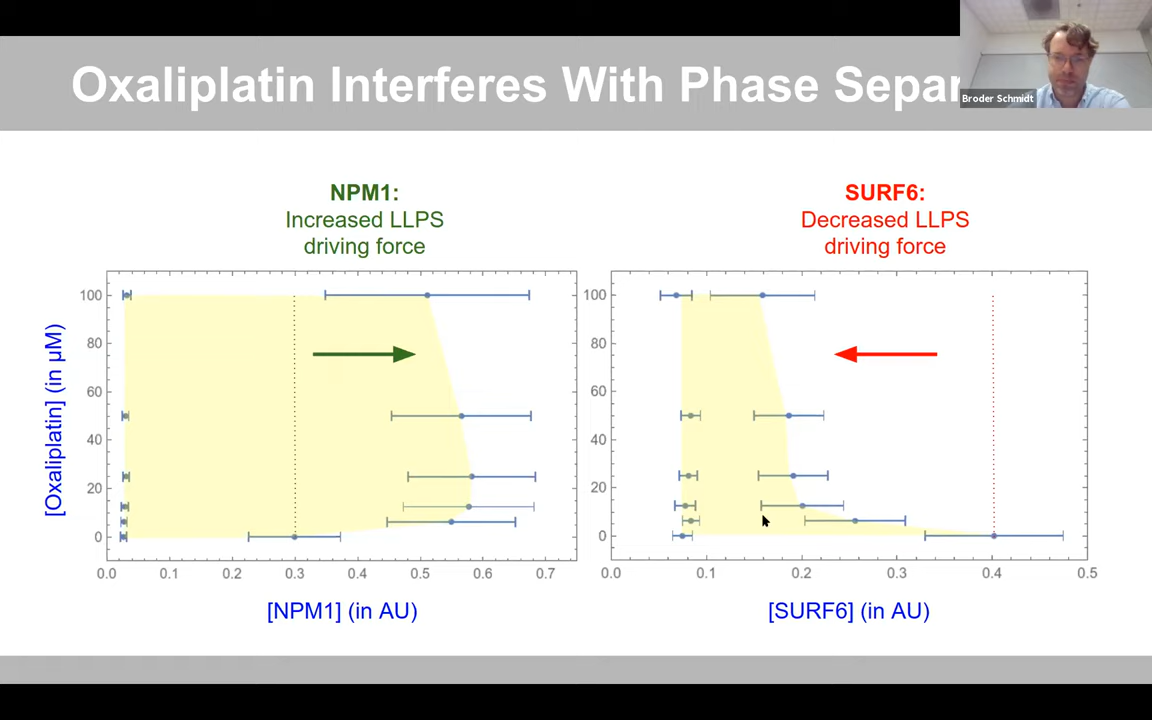 Oxaliplatin Interferes With Phase Separ
Broder Schmidt
NPM1:
Increased LLPS
driving force
SURF6:
Decreased LLPS
driving force
[Oxaliplatin] (in μM)
100
80
60
40
20
0
0.0 0.1 0.2 0.3 0.4 0.5 0.6 0.7
[NPM1] (in AU)
100
80
60
40
20
0
0.0 0.1 0.2 0.3 0.4 0.5
[SURF6] (in AU)